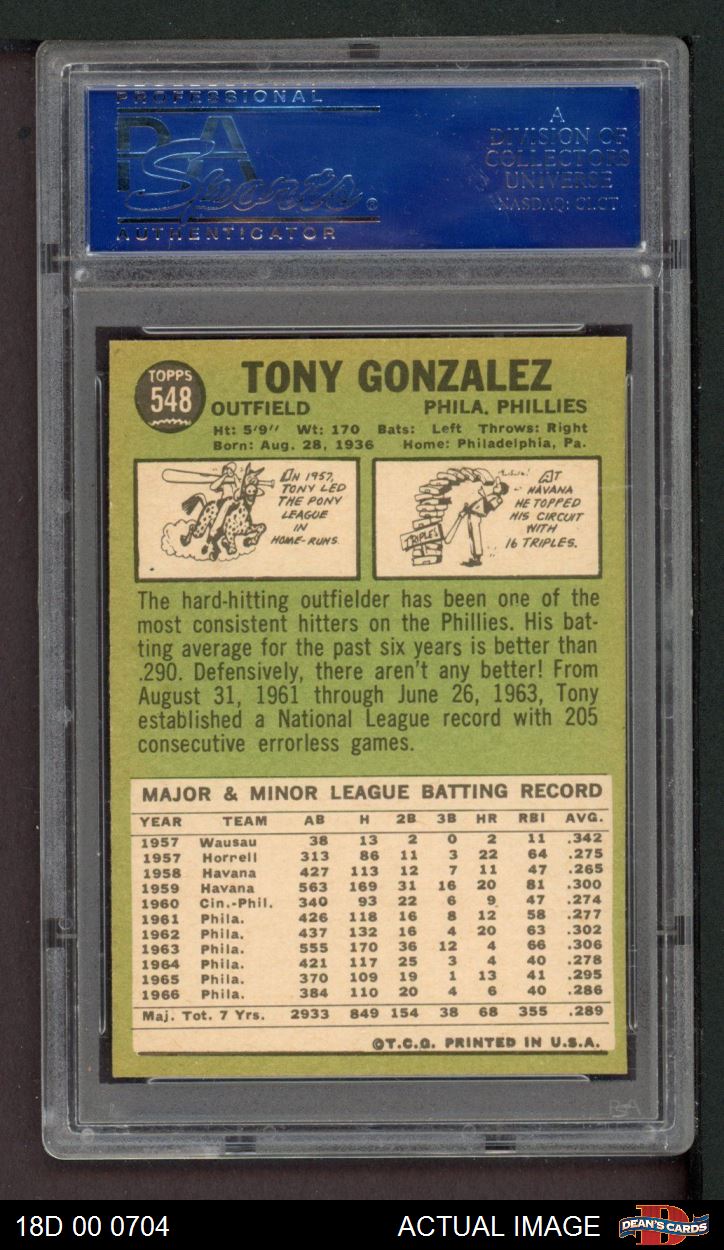 PROFESSIONAL
PSA
Sports
AUTHENTICATOR
A
DIVISION OF
COLLECTORS
UNIVERSE
NASDAQ: CLCT
TOPPS
548
TONY GONZALEZ
OUTFIELD PHILA. PHILLIES
Ht: 5'9" Wt: 170 Bats: Left Throws: Right
Born: Aug. 28, 1936 Home: Philadelphia, Pa.
IN 1957,
TONY LED
THE PONY
LEAGUE
IN
HOME-RUNS.
TRIPLES
AT
HAVANA
HE TOPPED
HIS CIRCUIT
WITH
16 TRIPLES.
The hard-hitting outfielder has been one of the
most consistent hitters on the Phillies. His bat-
ting average for the past six years is better than
.290. Defensively, there aren't any better! From
August 31, 1961 through June 26, 1963, Tony
established a National League record with 205
consecutive errorless games.
MAJOR & MINOR LEAGUE BATTING RECORD
YEAR TEAM AB H 2B 3B HR RBI AVG.
1957 Wausau 38 13 2 0 2 11 .342
1957 Hornell 313 86 11 3 22 64 .275
1958 Havana 427 113 12 7 11 47 .265
1959 Havana 563 169 31 16 20 81 .300
1960 Cin.-Phil. 340 93 22 6 9 47 .274
1961 Phila. 426 118 16 8 12 58 .277
1962 Phila. 437 132 16 4 20 63 .302
1963 Phila. 555 170 36 12 4 66 .306
1964 Phila. 421 117 25 3 4 40 .278
1965 Phila. 370 109 19 1 13 41 .295
1966 Phila. 384 110 20 4 6 40 .286
Maj. Tot. 7 Yrs. 2933 849 154 38 68 355 .289
©T.C.G. PRINTED IN U.S.A.
PSA
18D 00 0704 ACTUAL IMAGE DEAN'S CARDS